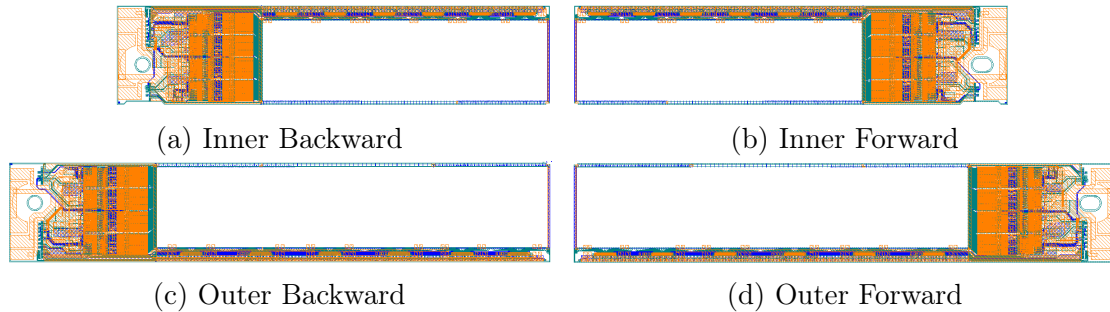 (a) Inner Backward
(b) Inner Forward
(c) Outer Backward
(d) Outer Forward